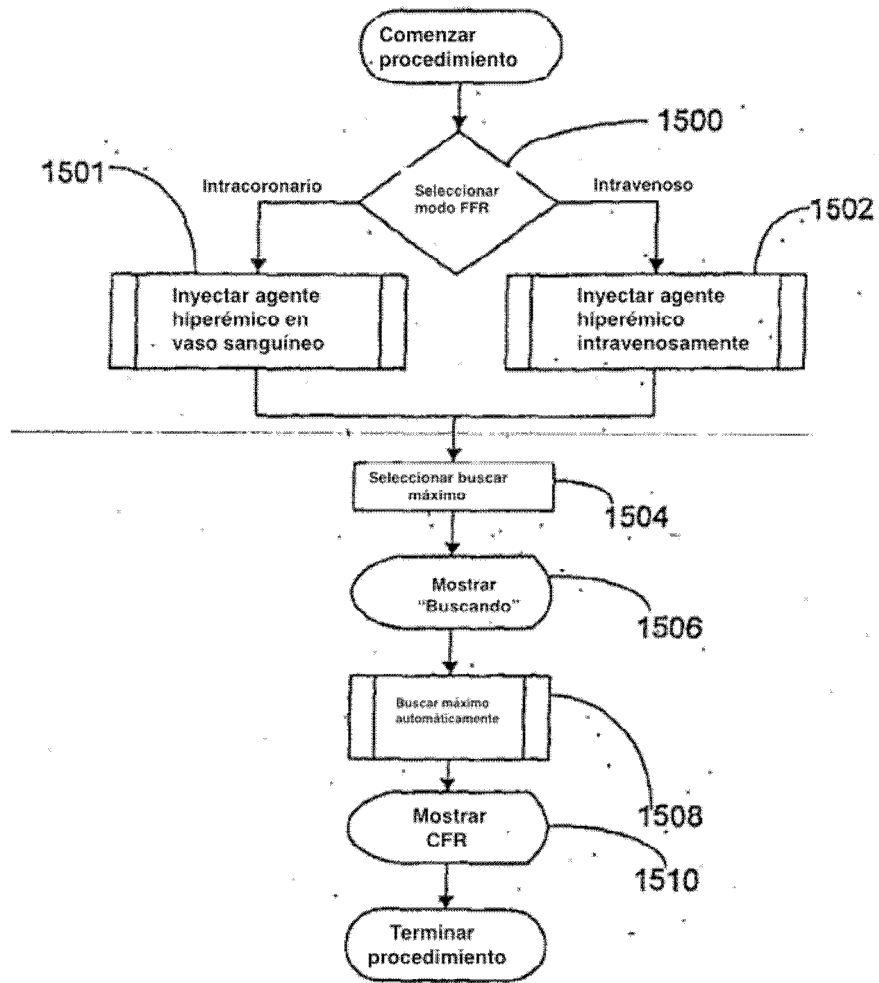 Comenzar
procedimiento
1500
1501
Intracoronario
Seleccionar
modo FFR
Intravenoso
1502
Inyectar agente
hiperémico en
vaso sanguíneo
Inyectar agente
hiperémico
intravenosamente
Seleccionar buscar
máximo
1504
Mostrar
“Buscando”
1506
Buscar máximo
automáticamente
1508
Mostrar
CFR
1510
Terminar
procedimiento